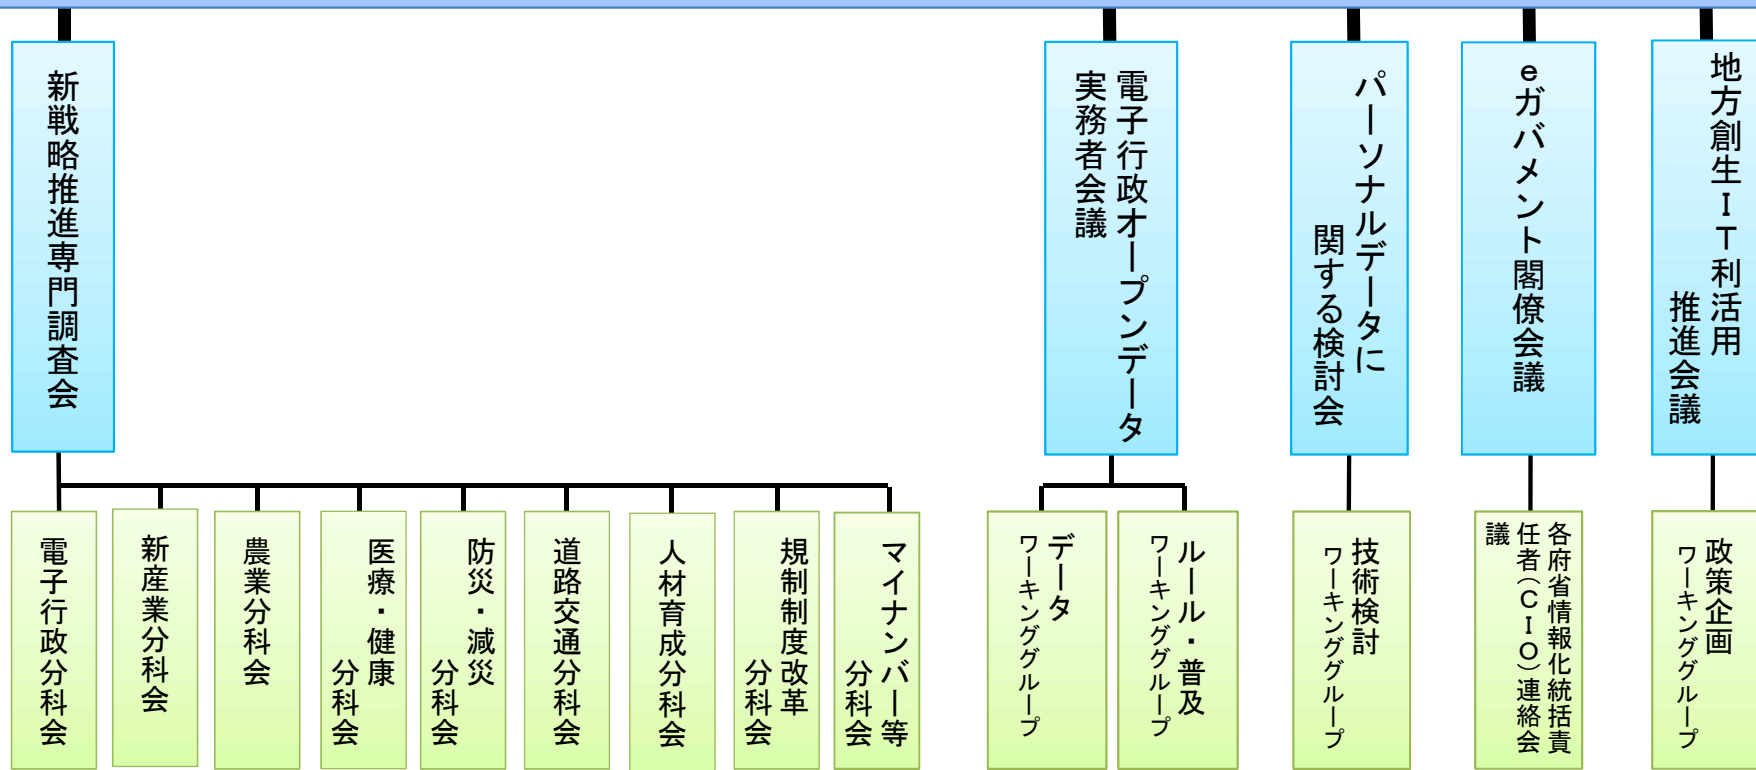 新戦略推進専門調査会
電子行政オープンデータ
実務者会議
パーソナルデータに
関する検討会
eガバメント閣僚会議
地方創生IT利活用
推進会議
電子行政分科会
新産業分科会
農業分科会
医療・健康
分科会
防災・減災
分科会
道路交通分科会
人材育成分科会
規制制度改革
分科会
マイナンバー等
分科会
データ
ワーキンググループ
ルール・普及
ワーキンググループ
技術検討
ワーキンググループ
各府省情報化統括責
任者(CIO)連絡会
議
政策企画
ワーキンググループ